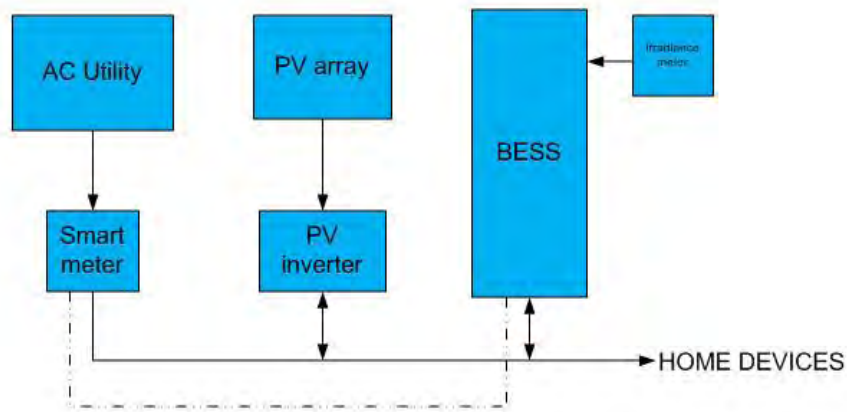 AC Utility
PV array
Irradiance
meter
BESS
Smart
meter
PV
inverter
HOME DEVICES